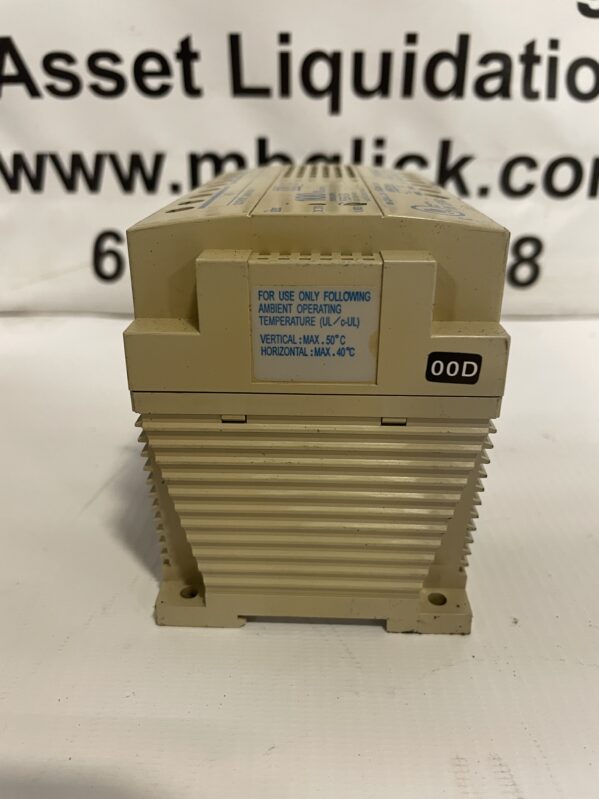 Asset Liquidatio
www.mbglick.com
6
8
FOR USE ONLY FOLLOWING
AMBIENT OPERATING
TEMPERATURE (UL/c-UL)
VERTICAL:MAX.50°C
HORIZONTAL:MAX.40°C
00D